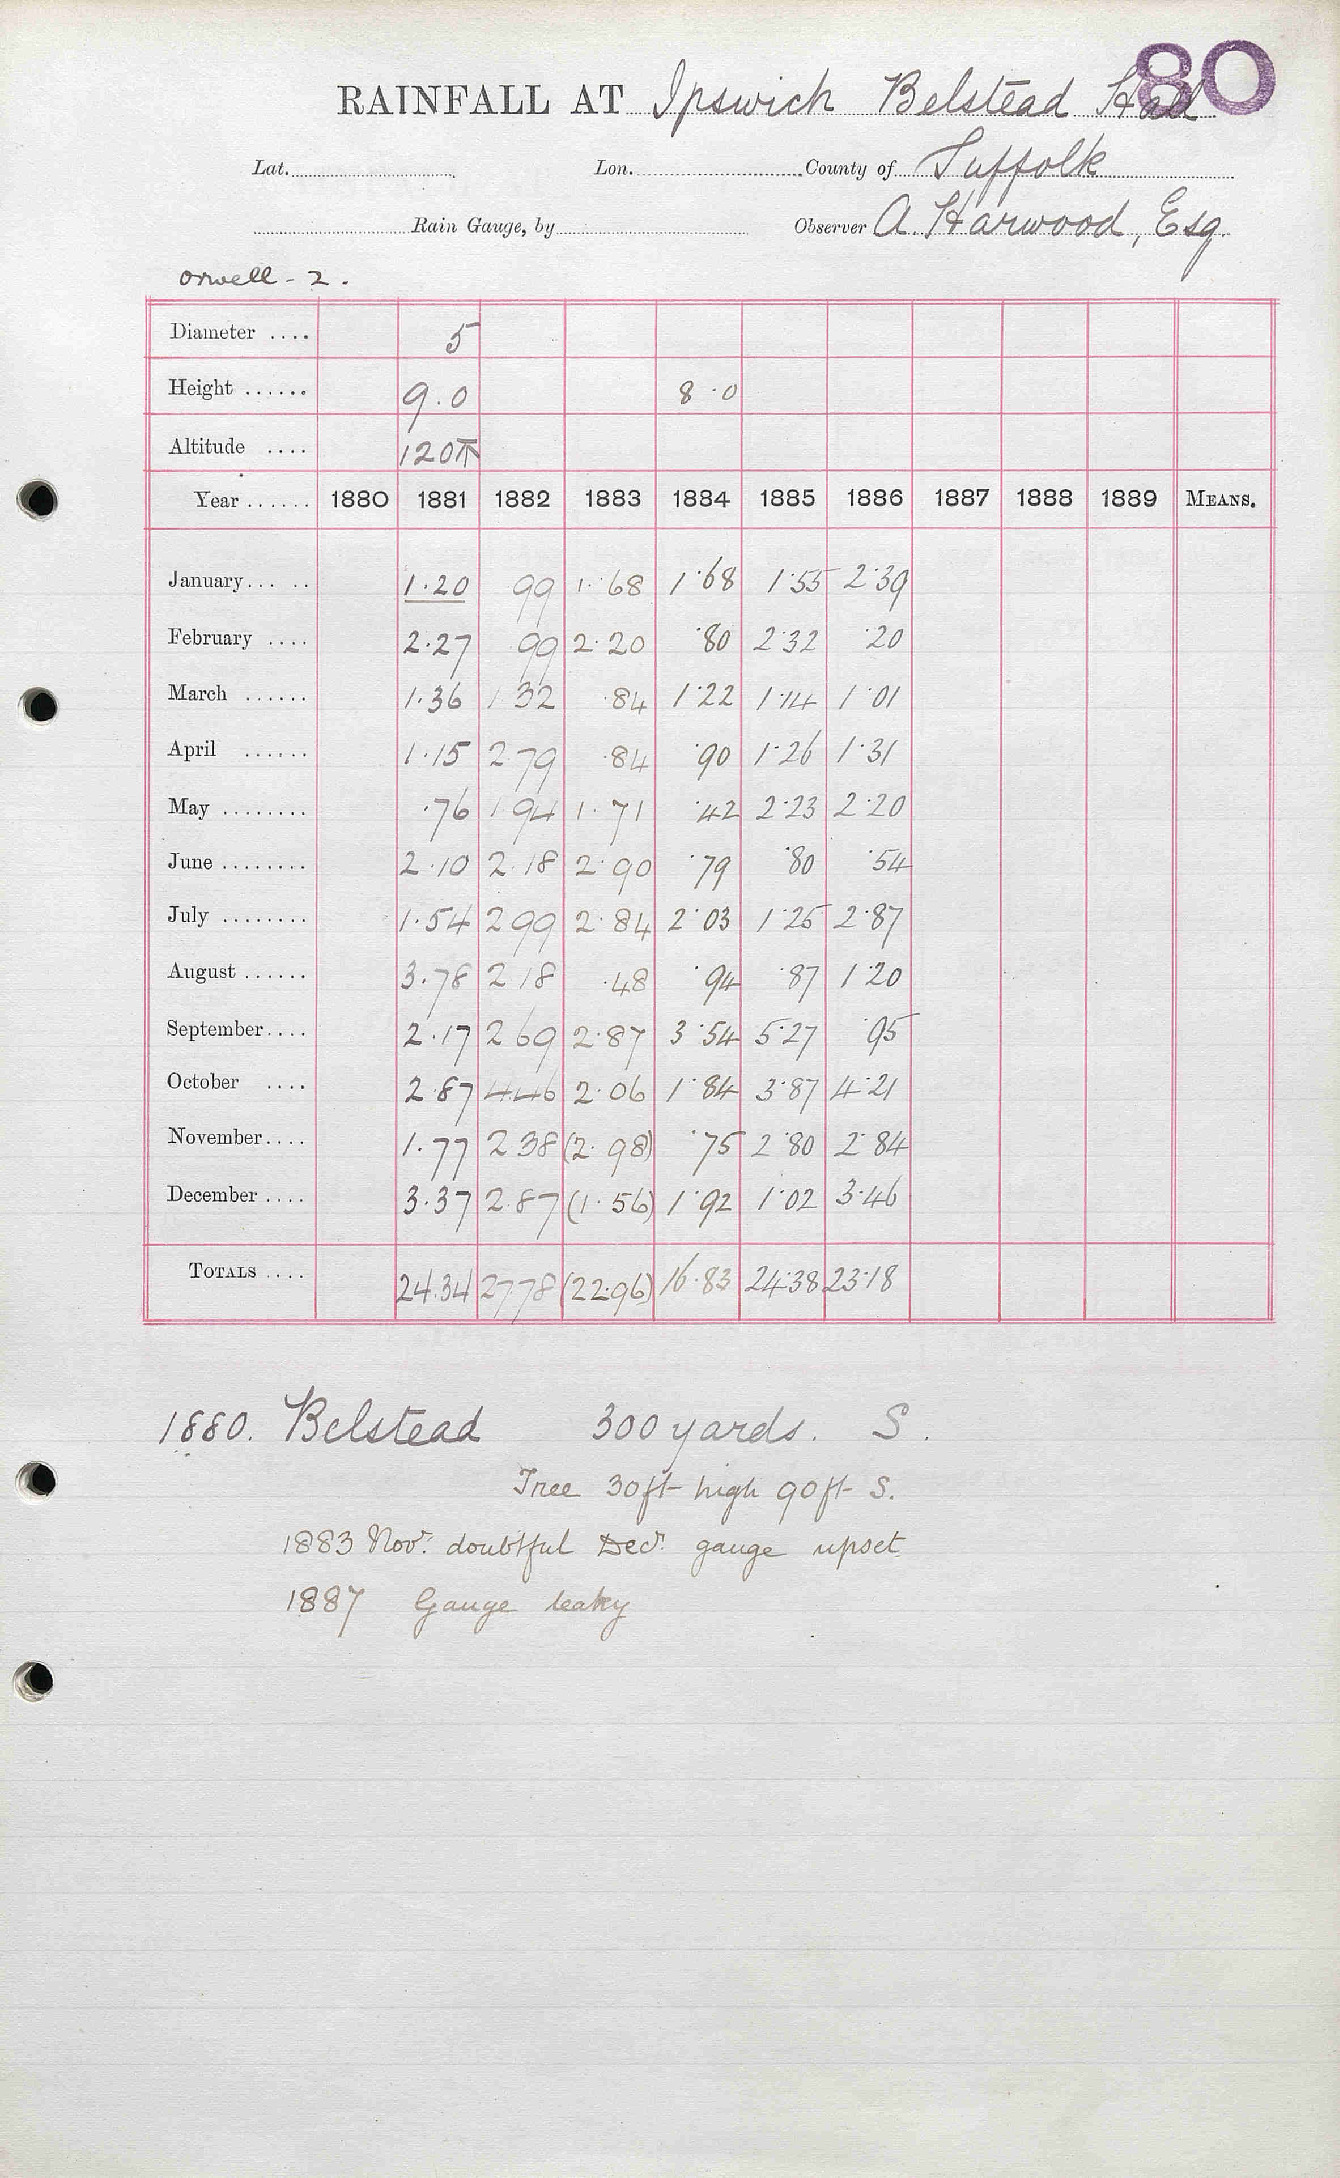 80
RAINFALL AT Ipswich Belstead Hall
Lat. Lon. County of Suffolk
Rain Gauge, by Observer A. Harwood, Esq.
Orwell - 2.
Diameter .... 5
Height ...... 9.0 8.0
Altitude .... 120
Year ...... 1880 1881 1882 1883 1884 1885 1886 1887 1888 1889 MEANS.
January... .. 1.20 99 1.68 1.68 1.55 2.39
February .... 2.27 99 2.20 .80 2.32 .20
March ...... 1.36 1 32 .84 1.22 1.14 1.01
April ...... 1.15 2 79 .84 .90 1.26 1.31
May ........ .76 1 94 1.71 .42 2.23 2.20
June ........ 2.10 2.18 2.90 .79 .80 .54
July ........ 1.54 2 99 2.84 2.03 1.25 2.87
August ...... 3.78 2 18 .48 .94 .87 1.20
September.... 2.17 2 69 2.87 3.54 5.27 .95
October .... 2.87 4.46 2.06 1.84 3.87 4.21
November.... 1.77 2 38 (2.98) .75 2.80 2.84
December .... 3.37 2.87 (1.56) 1.92 1.02 3.46
TOTALS .... 24.34 27.78 (22.96) 16.83 24.38 23.18
1880. Belstead 300 yards. S.
Tree 30ft high 90ft S.
1883 Novr. doubtful Decr. gauge upset
1887 Gauge leaky